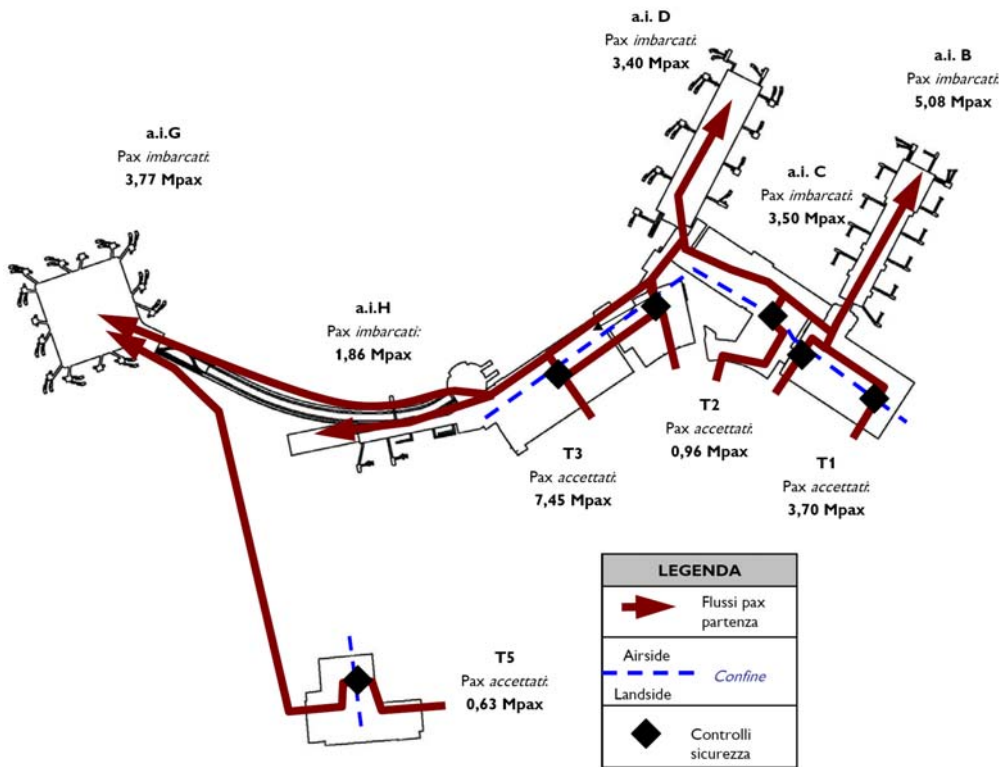 a.i. D
Pax imbarcati:
3,40 Mpax
a.i. B
Pax imbarcati:
5,08 Mpax
a.i.G
Pax imbarcati:
3,77 Mpax
a.i. C
Pax imbarcati:
3,50 Mpax
a.i.H
Pax imbarcati:
1,86 Mpax
T2
Pax accettati:
0,96 Mpax
T3
Pax accettati:
7,45 Mpax
T1
Pax accettati:
3,70 Mpax
T5
Pax accettati:
0,63 Mpax
LEGENDA
Flussi pax
partenza
Airside
Confine
Landside
Controlli
sicurezza